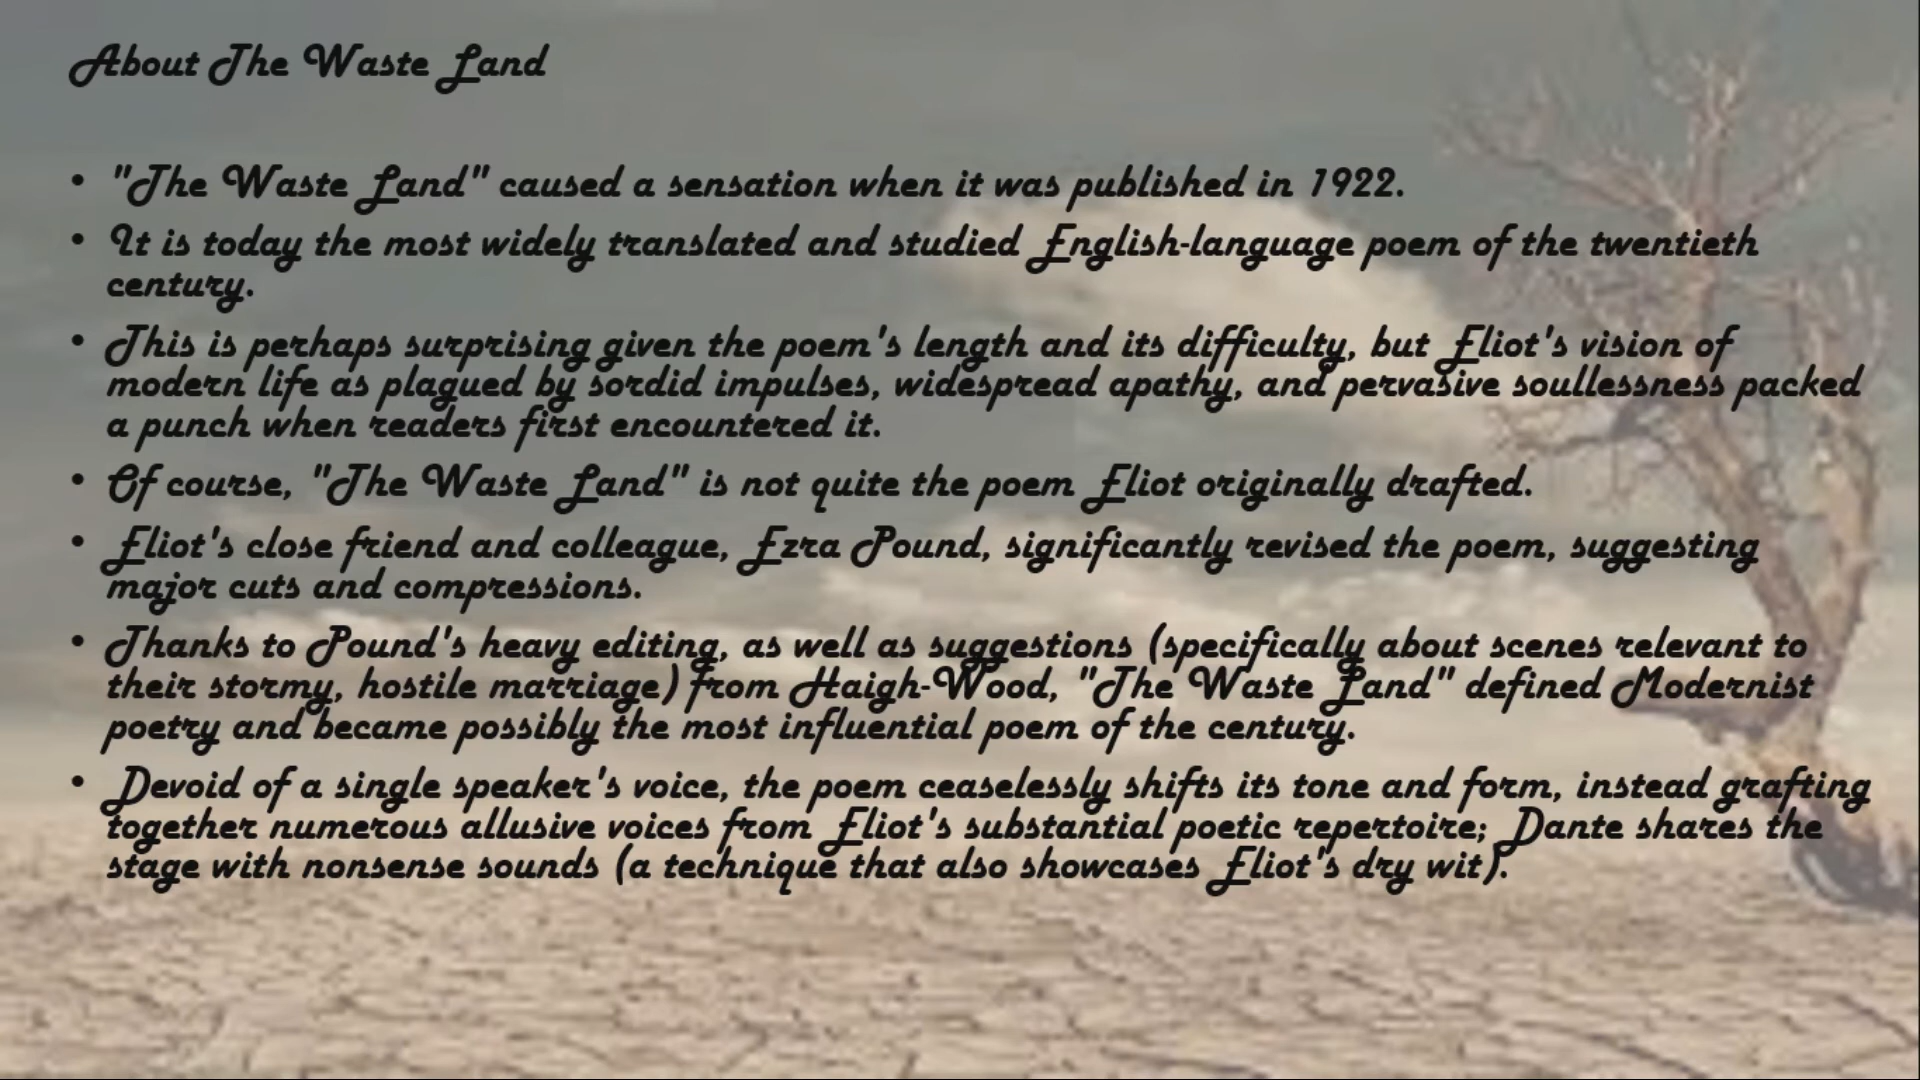 About The Waste Land
• "The Waste Land" caused a sensation when it was published in 1922.
• It is today the most widely translated and studied English-language poem of the twentieth
century.
• This is perhaps surprising given the poem's length and its difficulty, but Eliot's vision of
modern life as plagued by sordid impulses, widespread apathy, and pervasive soullessness packed
a punch when readers first encountered it.
• Of course, "The Waste Land" is not quite the poem Eliot originally drafted.
• Eliot's close friend and colleague, Ezra Pound, significantly revised the poem, suggesting
major cuts and compressions.
• Thanks to Pound's heavy editing, as well as suggestions (specifically about scenes relevant to
their stormy, hostile marriage) from Haigh-Wood, "The Waste Land" defined Modernist
poetry and became possibly the most influential poem of the century.
• Devoid of a single speaker's voice, the poem ceaselessly shifts its tone and form, instead grafting
together numerous allusive voices from Eliot's substantial poetic repertoire; Dante shares the
stage with nonsense sounds (a technique that also showcases Eliot's dry wit).